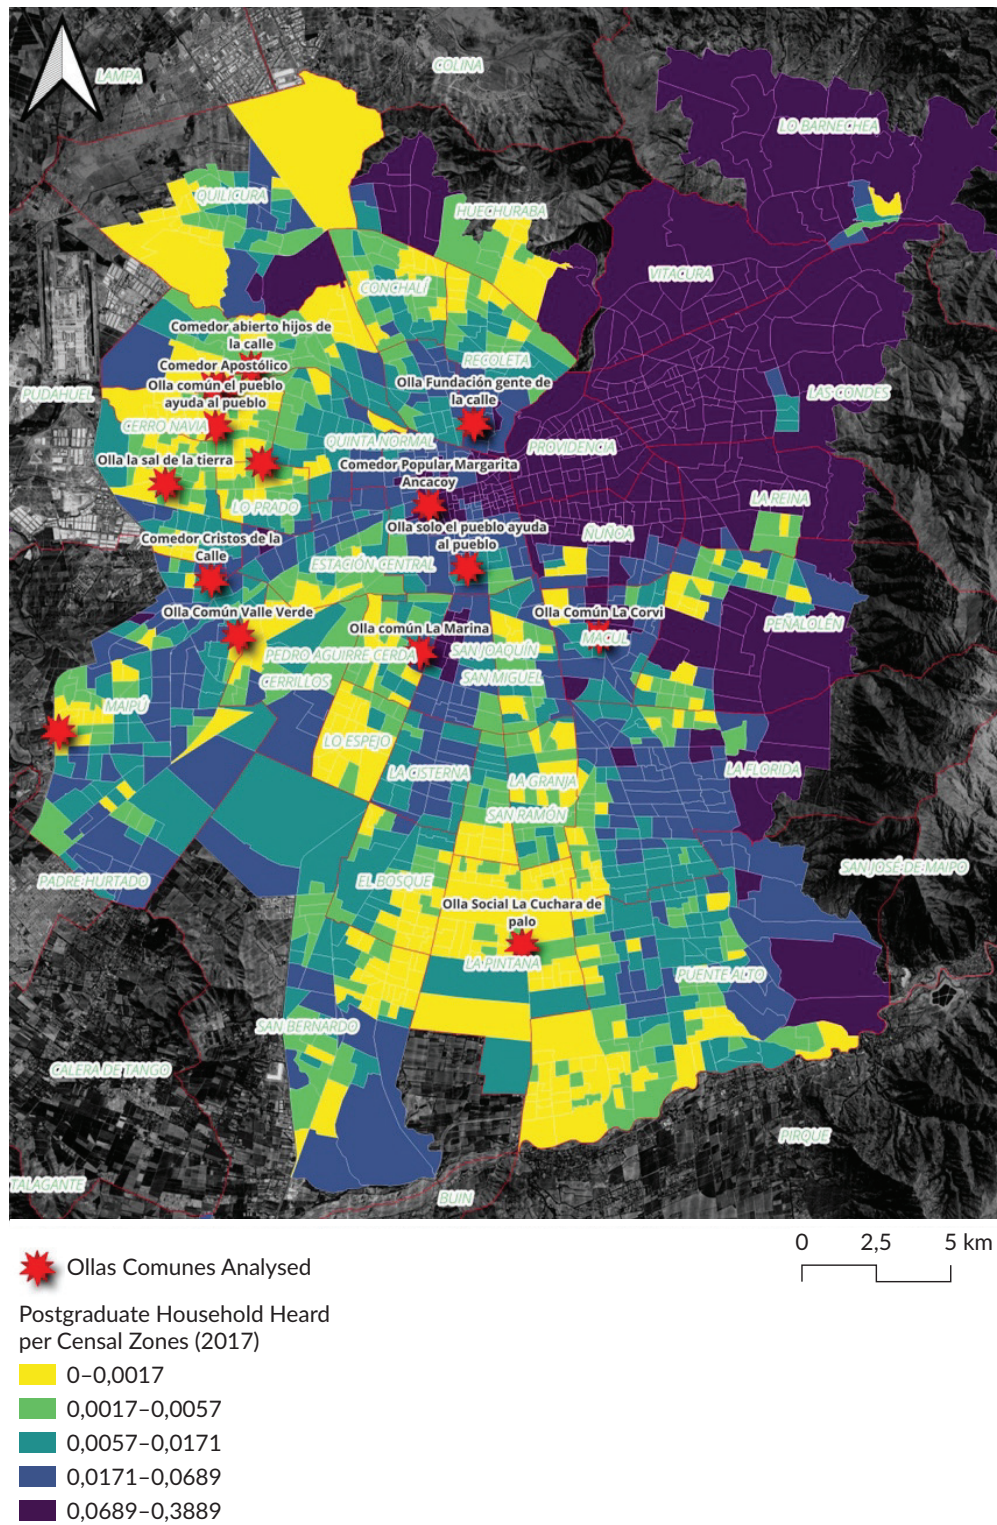 LAMPA
COLINA
LO BARNECHEA
QUILICURA
HUECHURABA
VITACURA
CONCHALÍ
Comedor abierto hijos de
la calle
RECOLETA
Comedor Apostólico
Olla común el pueblo
ayuda al pueblo
Olla Fundación gente de
la calle
PUDAHUEL
LAS CONDES
CERRO NAVIA
QUINTA NORMAL
PROVIDENCIA
Olla la sal de la tierra
Comedor Popular Margarita
Ancacoy
LO PRADO
LA REINA
Olla solo el pueblo ayuda
al pueblo
ÑUÑOA
Comedor Cristos de la
Calle
ESTACIÓN CENTRAL
Olla Común Valle Verde
Olla común La Marina
Olla Común La Corvi
MACUL
PEÑALOLÉN
PEDRO AGUIRRE CERDA
SAN JOAQUÍN
CERRILLOS
SAN MIGUEL
MAIPÚ
LO ESPEJO
LA CISTERNA
LA GRANJA
LA FLORIDA
SAN RAMÓN
PADRE HURTADO
EL BOSQUE
SAN JOSÉ DE MAIPO
Olla Social La Cuchara de
palo
LA PINTANA
PUENTE ALTO
SAN BERNARDO
CALERA DE TANGO
PIRQUE
TALAGANTE
BUIN
0 2,5 5 km
Ollas Comunes Analysed
Postgraduate Household Heard
per Censal Zones (2017)
0–0,0017
0,0017–0,0057
0,0057–0,0171
0,0171–0,0689
0,0689–0,3889